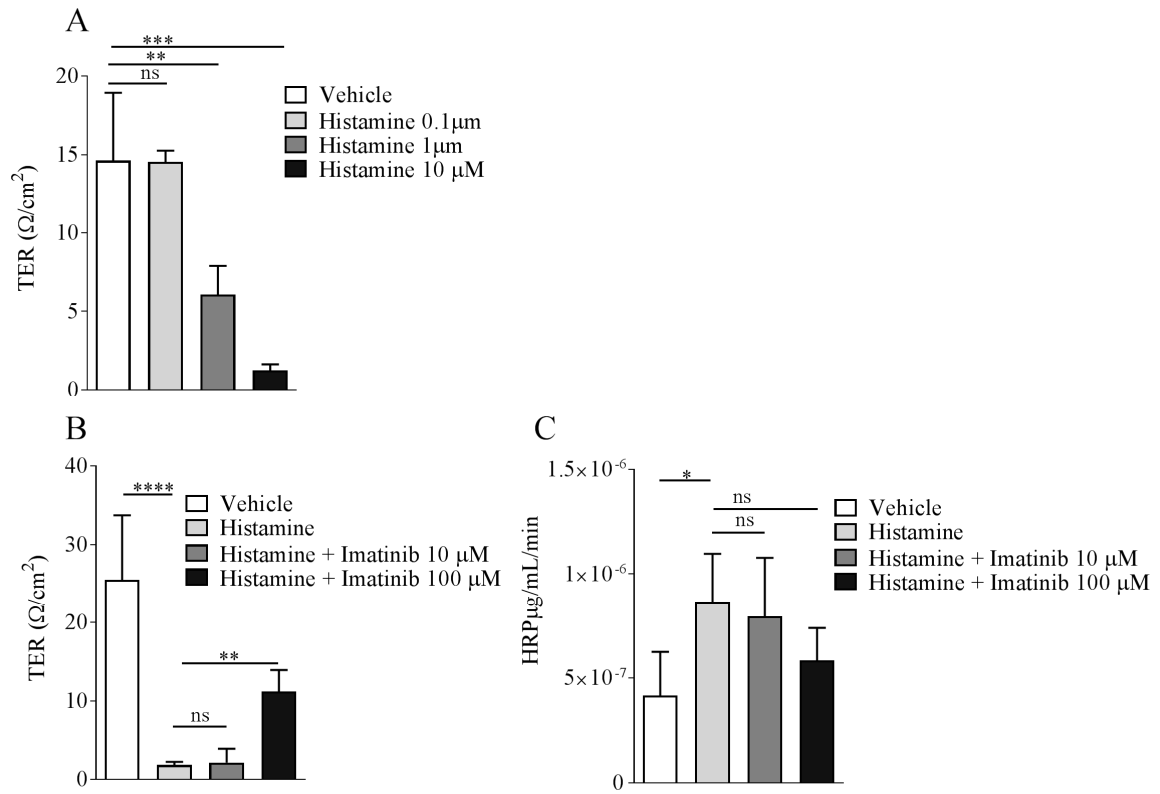 A
***
**
ns
20
15
10
5
0
TER (Ω/cm²)
Vehicle
Histamine 0.1μm
Histamine 1μm
Histamine 10 μM
B
40
30
20
10
0
TER (Ω/cm²)
****
**
ns
Vehicle
Histamine
Histamine + Imatinib 10 μM
Histamine + Imatinib 100 μM
C
1.5×10⁻⁶
1×10⁻⁶
5×10⁻⁷
0
HRPμg/mL/min
*
ns
ns
Vehicle
Histamine
Histamine + Imatinib 10 μM
Histamine + Imatinib 100 μM